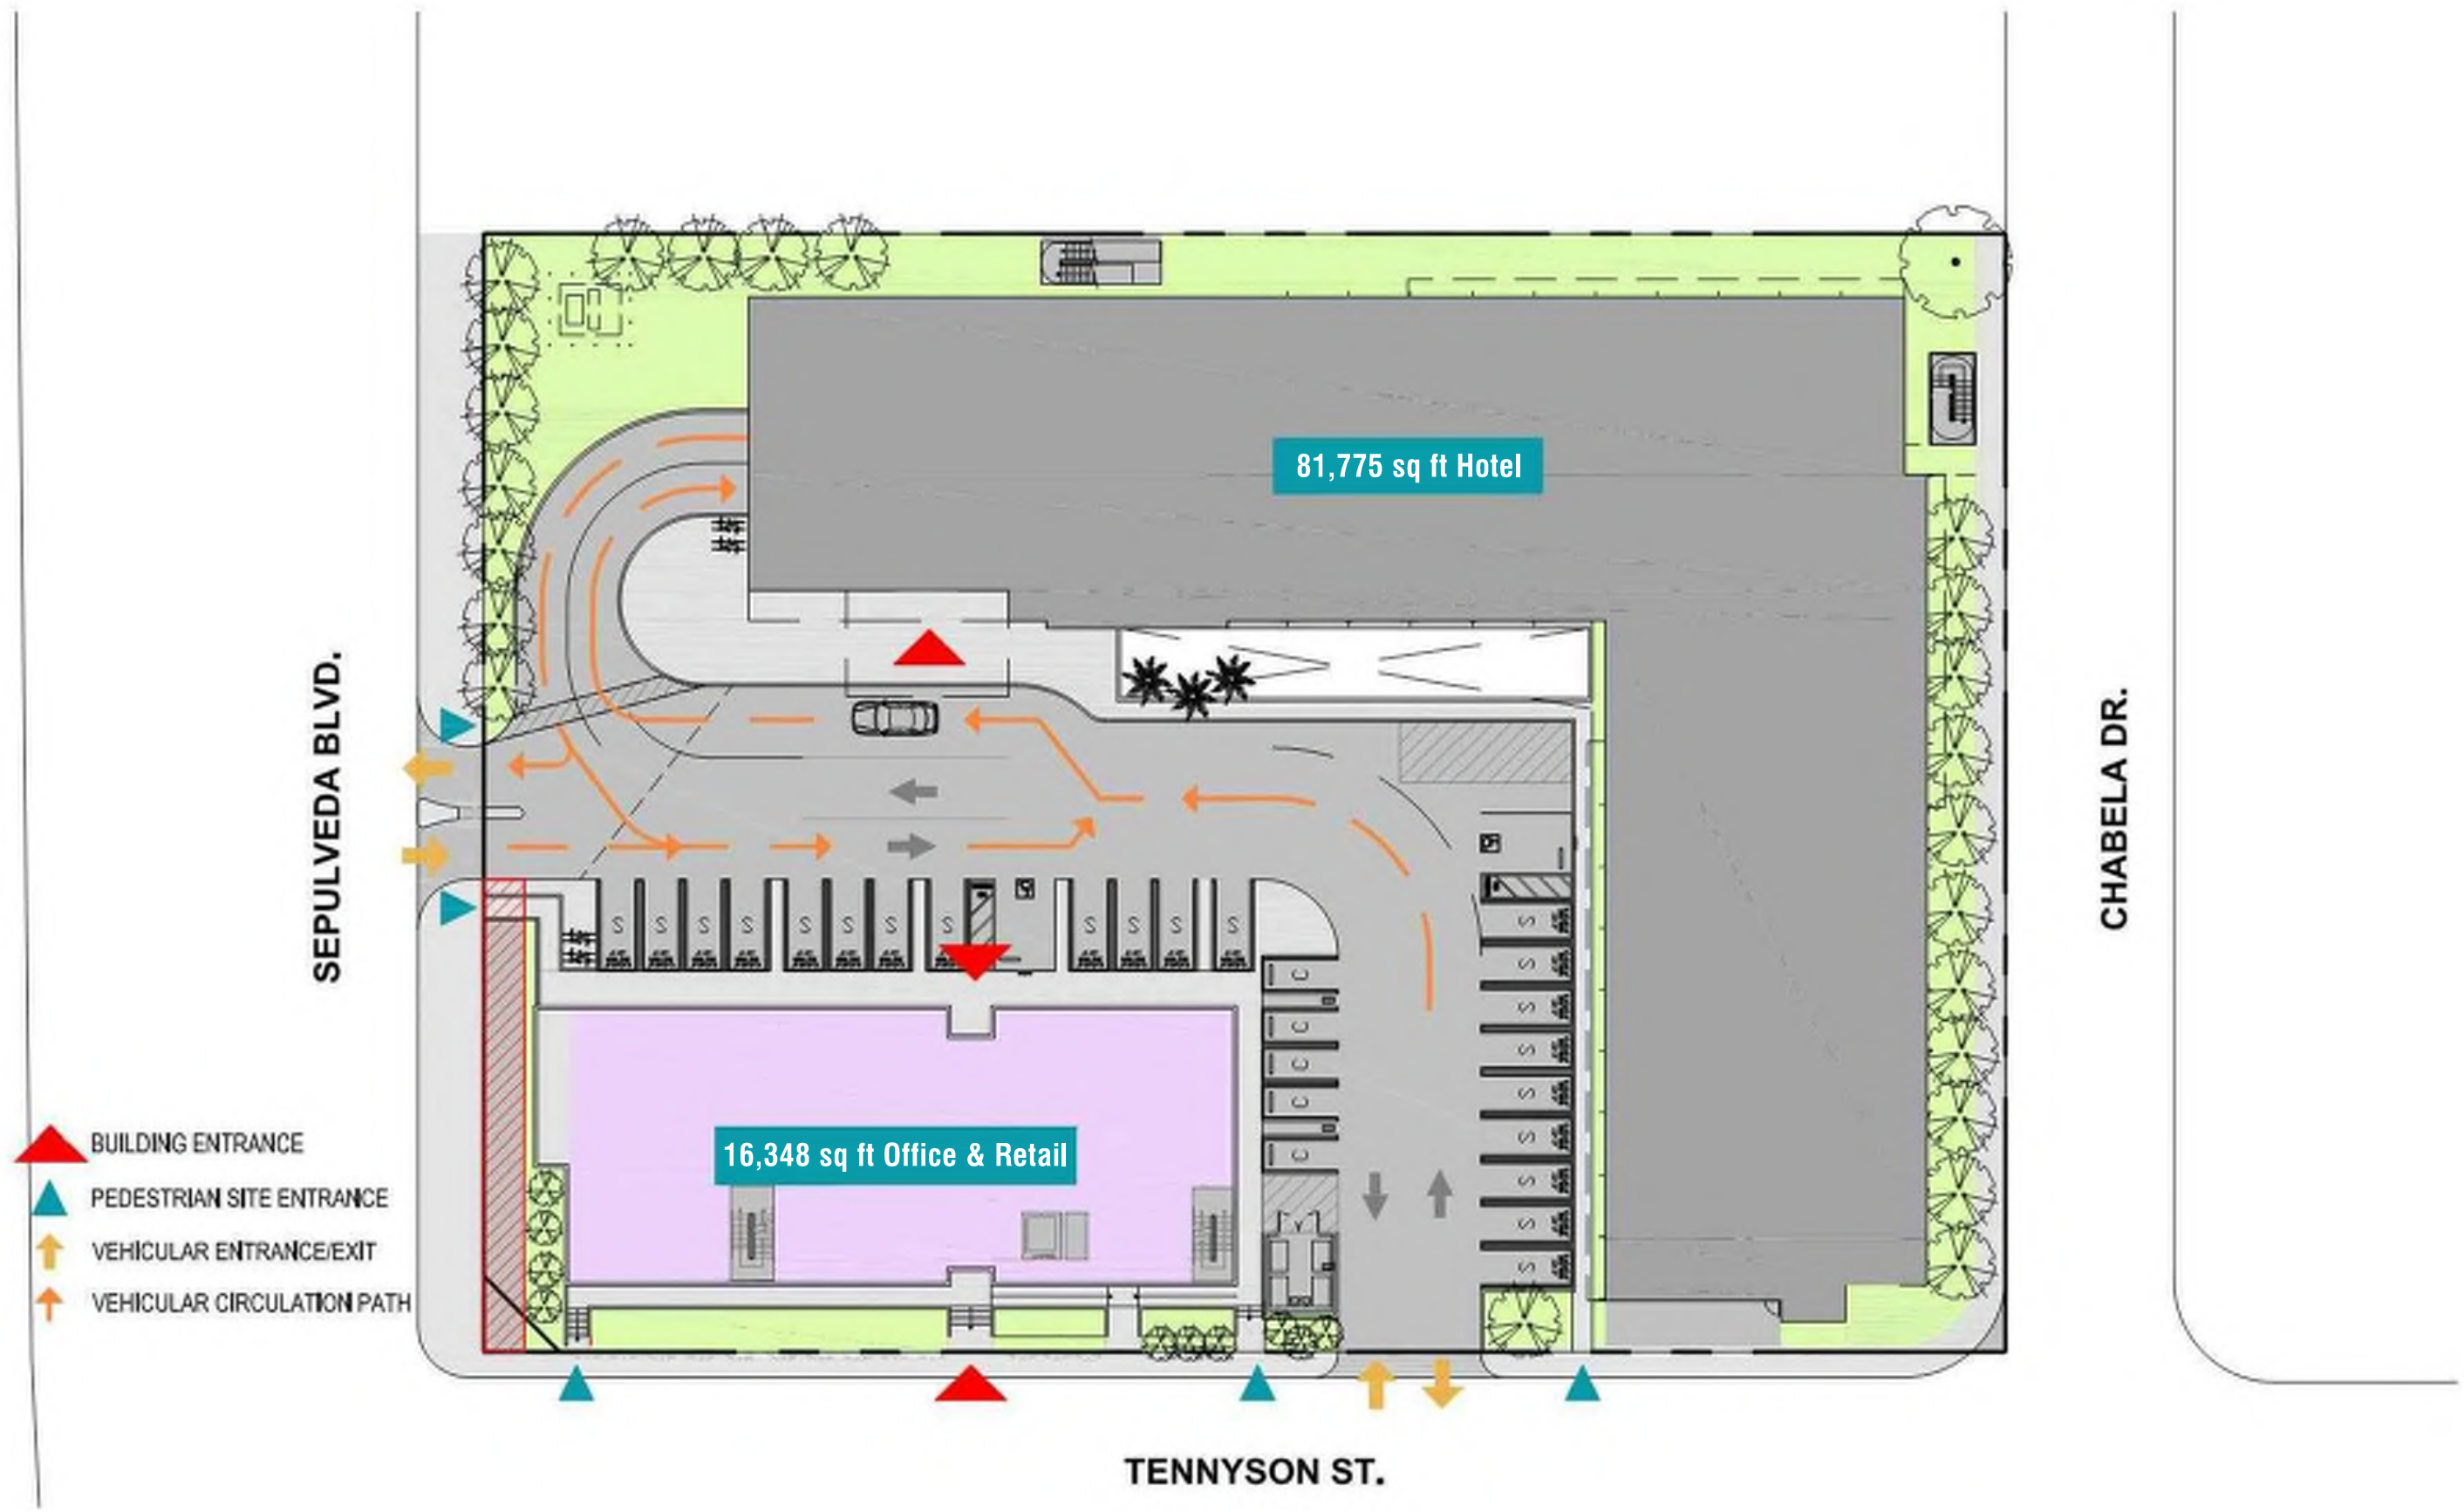 81,775 sq ft Hotel
SEPULVEDA BLVD.
CHABELA DR.
S S S S S S S S S S S S
C
C
C
C
C
S
S
S
S
S
S
S
S
S
16,348 sq ft Office & Retail
BUILDING ENTRANCE
PEDESTRIAN SITE ENTRANCE
VEHICULAR ENTRANCE/EXIT
VEHICULAR CIRCULATION PATH
TENNYSON ST.